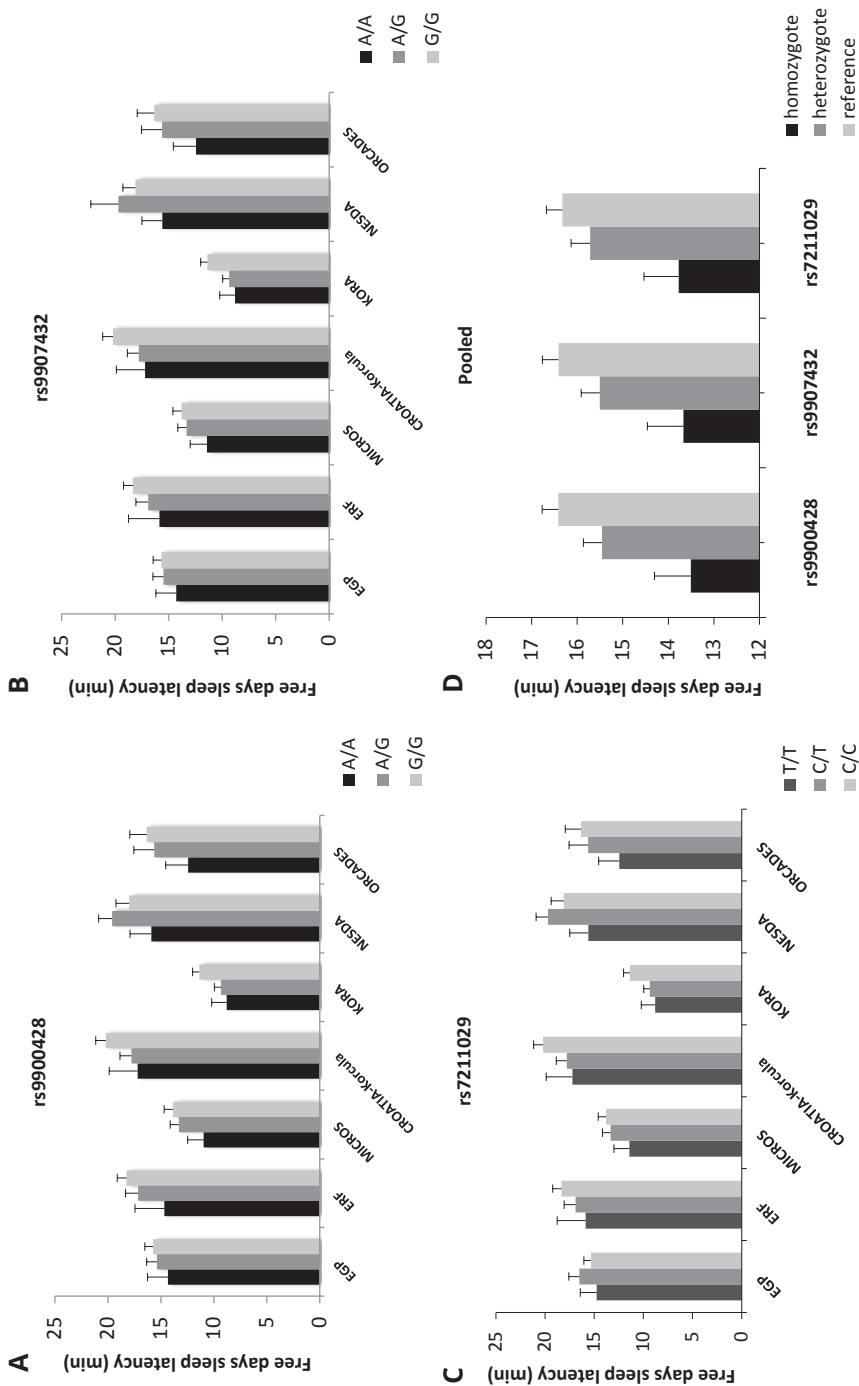 A
rs9900428
Free days sleep latency (min)
25
20
15
10
5
0
EGP
ERF
MICROS
CROATIA-Korcula
KORA
NESDA
ORCADES
A/A
A/G
G/G
B
rs9907432
Free days sleep latency (min)
25
20
15
10
5
0
EGP
ERF
MICROS
CROATIA-Korcula
KORA
NESDA
ORCADES
A/A
A/G
G/G
C
rs7211029
Free days sleep latency (min)
25
20
15
10
5
0
EGP
ERF
MICROS
CROATIA-Korcula
KORA
NESDA
ORCADES
T/T
C/T
C/C
D
Pooled
Free days sleep latency (min)
18
17
16
15
14
13
12
rs9900428
rs9907432
rs7211029
homozygote
heterozygote
reference